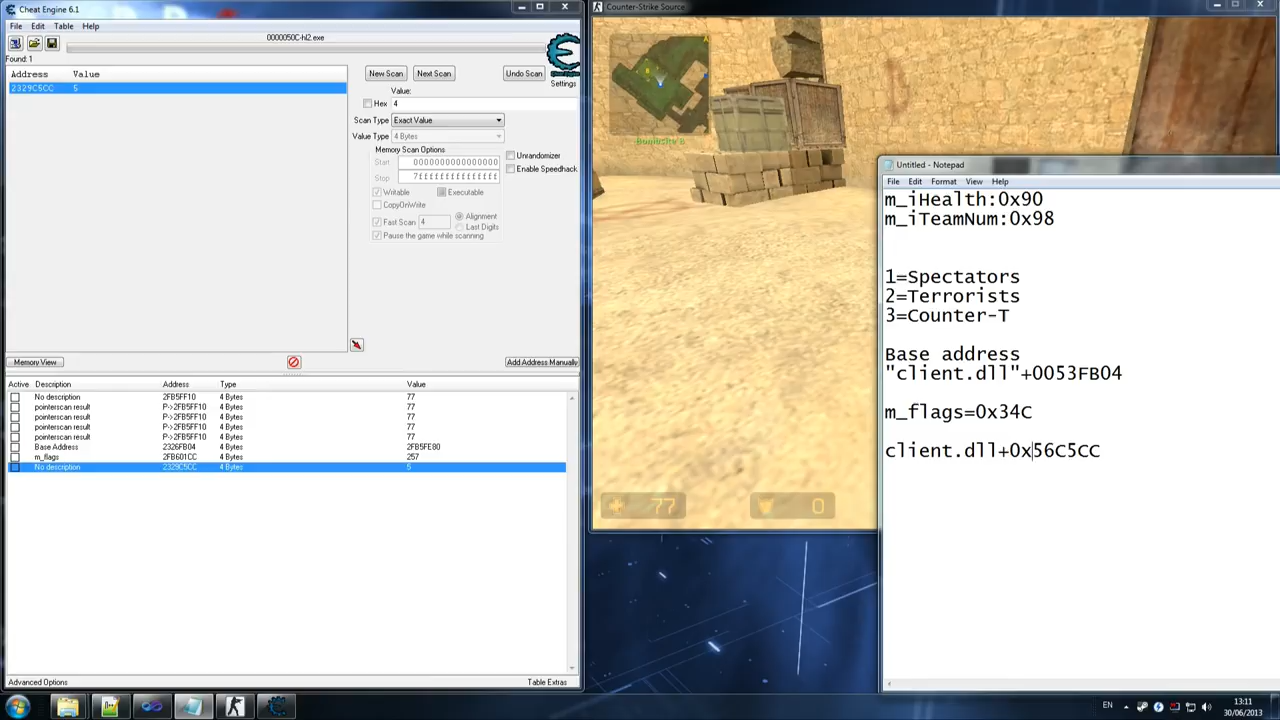 Cheat Engine 6.1
File Edit Table Help
0000050C-hl2.exe
Found: 1
Address Value
2329C5CC 5
New Scan Next Scan Undo Scan
Settings
Value:
Hex 4
Scan Type Exact Value
Value Type 4 Bytes
Memory Scan Options
Start 0000000000000000
Stop 7fffffffffffffff
Writable Executable
CopyOnWrite
Fast Scan 4 Alignment
Last Digits
Pause the game while scanning
Unrandomizer
Enable Speedhack
Memory View Add Address Manually
Active Description Address Type Value
No description 2FB5FF10 4 Bytes 77
pointerscan result P->2FB5FF10 4 Bytes 77
pointerscan result P->2FB5FF10 4 Bytes 77
pointerscan result P->2FB5FF10 4 Bytes 77
pointerscan result P->2FB5FF10 4 Bytes 77
Base Address 2326FB04 4 Bytes 2FB5FE80
m_flags 2FB601CC 4 Bytes 257
No description 2329C5CC 4 Bytes 5
Advanced Options Table Extras
Counter-Strike Source
A
B
Bombsite B
77 0
Untitled - Notepad
File Edit Format View Help
m_iHealth:0x90
m_iTeamNum:0x98
1=Spectators
2=Terrorists
3=Counter-T
Base address
"client.dll"+0053FB04
m_flags=0x34C
client.dll+0x56C5CC
EN
13:11
30/06/2013